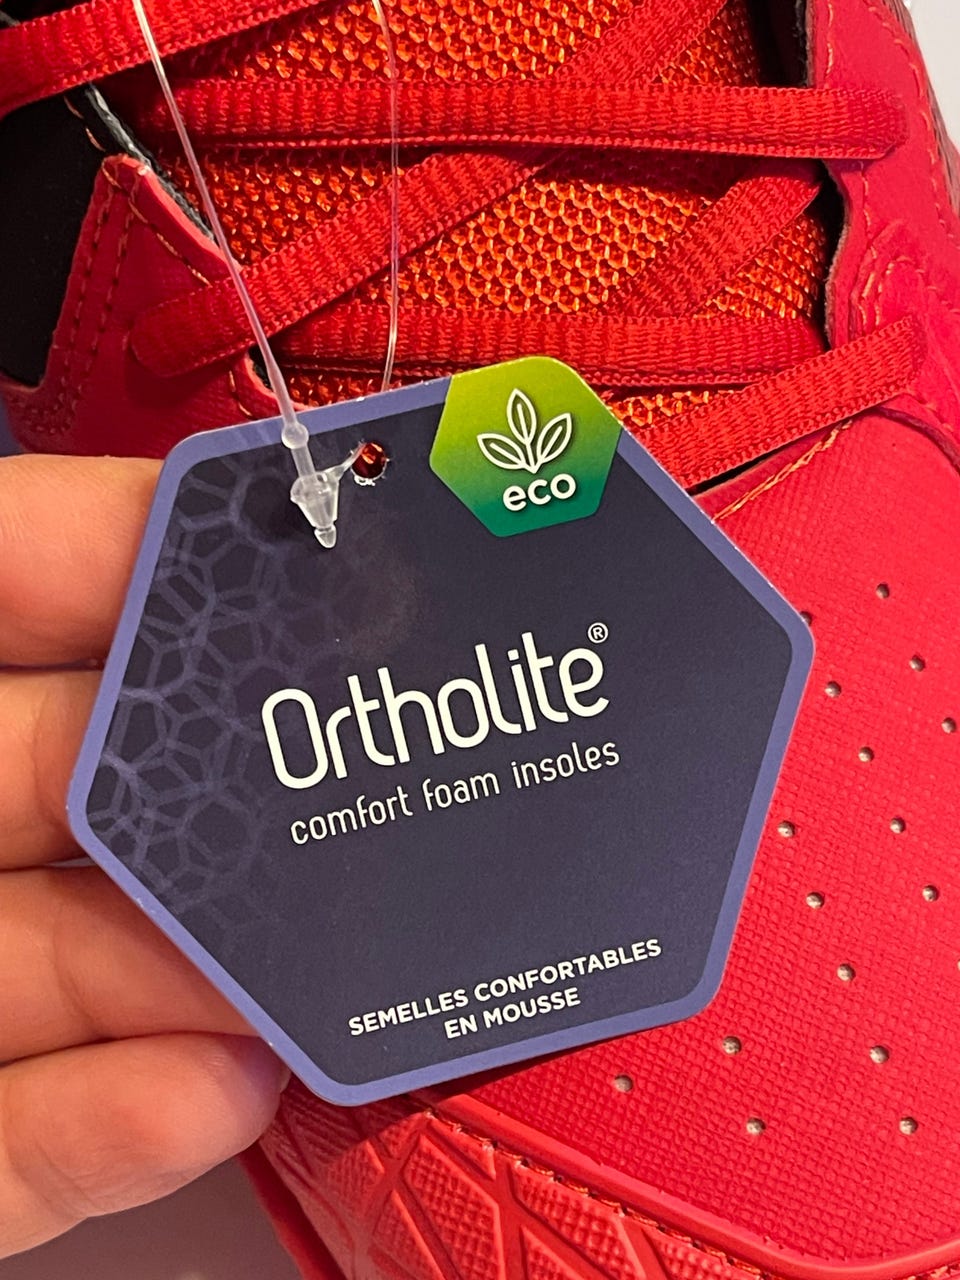 eco
Ortholite®
comfort foam insoles
SEMELLES CONFORTABLES
EN MOUSSE